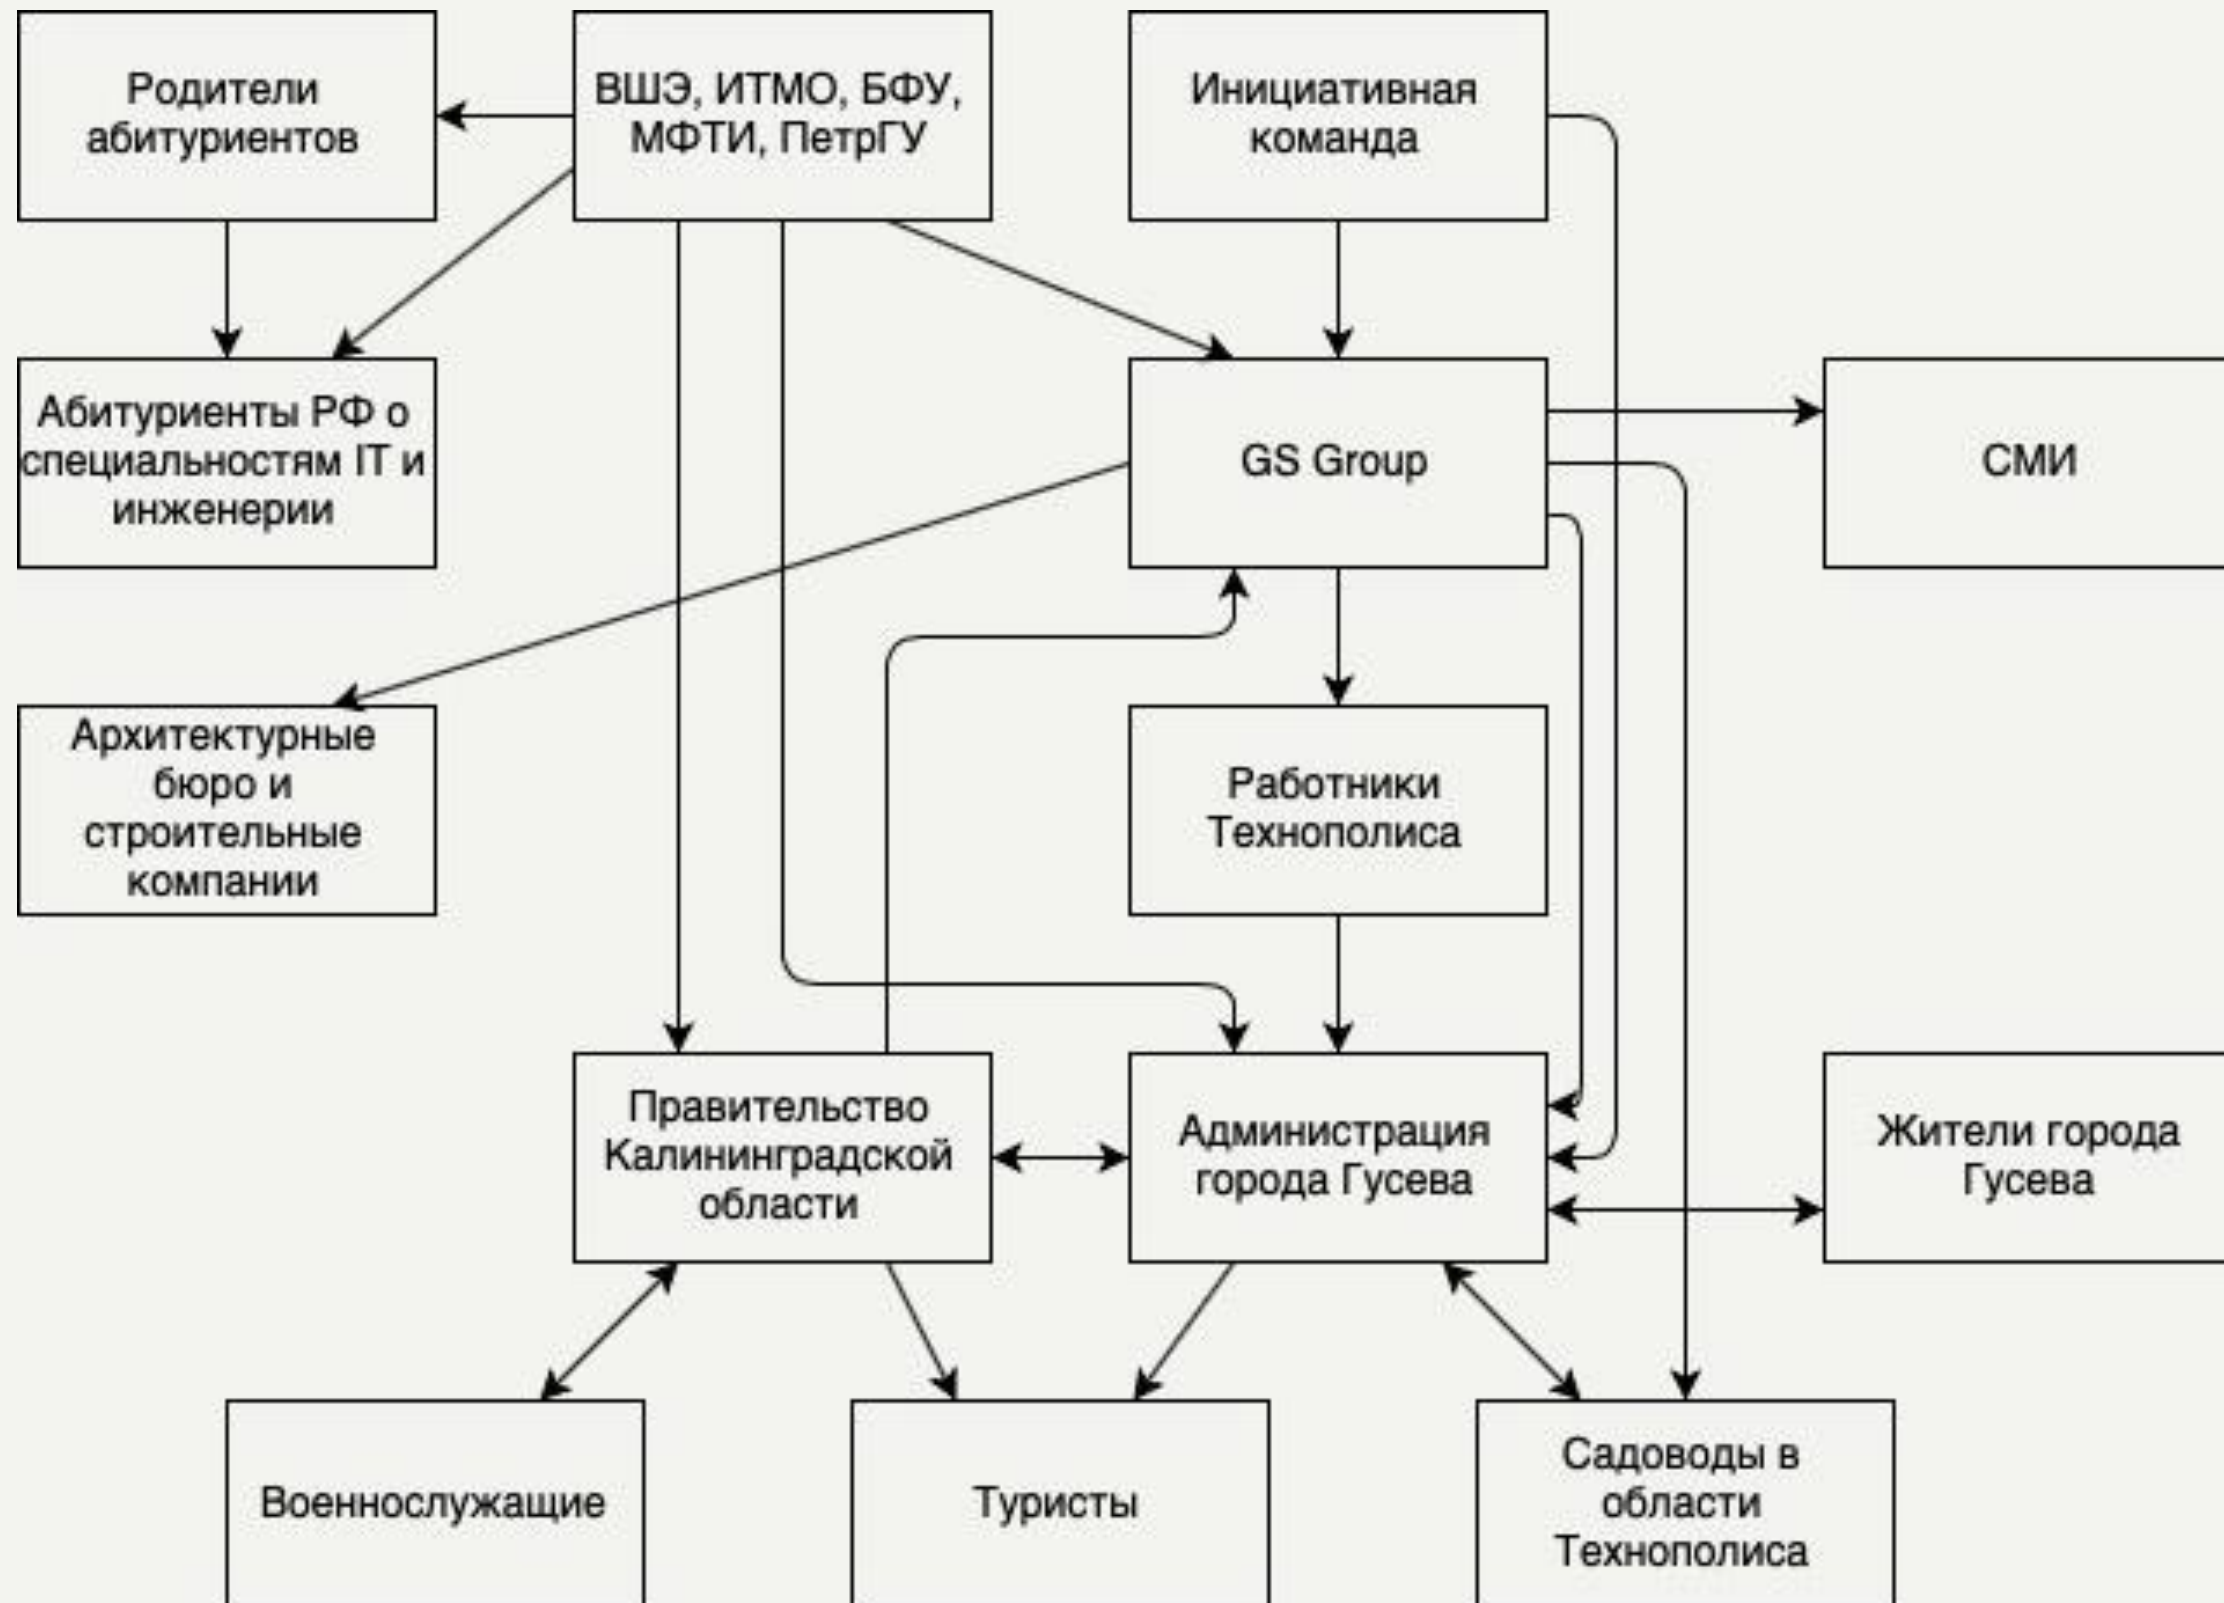 Родители
абитуриентов
ВШЭ, ИТМО, БФУ,
МФТИ, ПетрГУ
Инициативная
команда
Абитуриенты РФ о
специальностям IT и
инженерии
GS Group
СМИ
Архитектурные
бюро и
строительные
компании
Работники
Технополиса
Правительство
Калининградской
области
Администрация
города Гусева
Жители города
Гусева
Военнослужащие
Туристы
Садоводы в
области
Технополиса